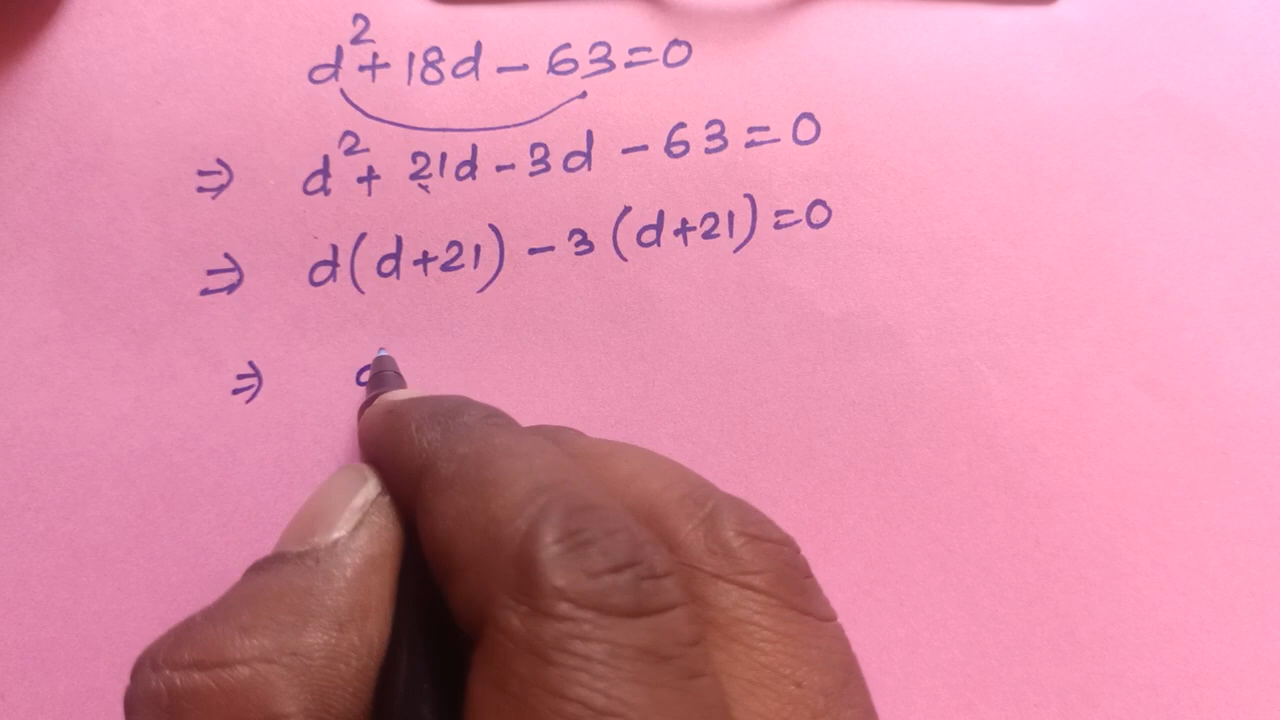 d²+18d-63=0
⇒ d²+21d-3d-63=0
⇒ d(d+21)-3(d+21)=0
⇒